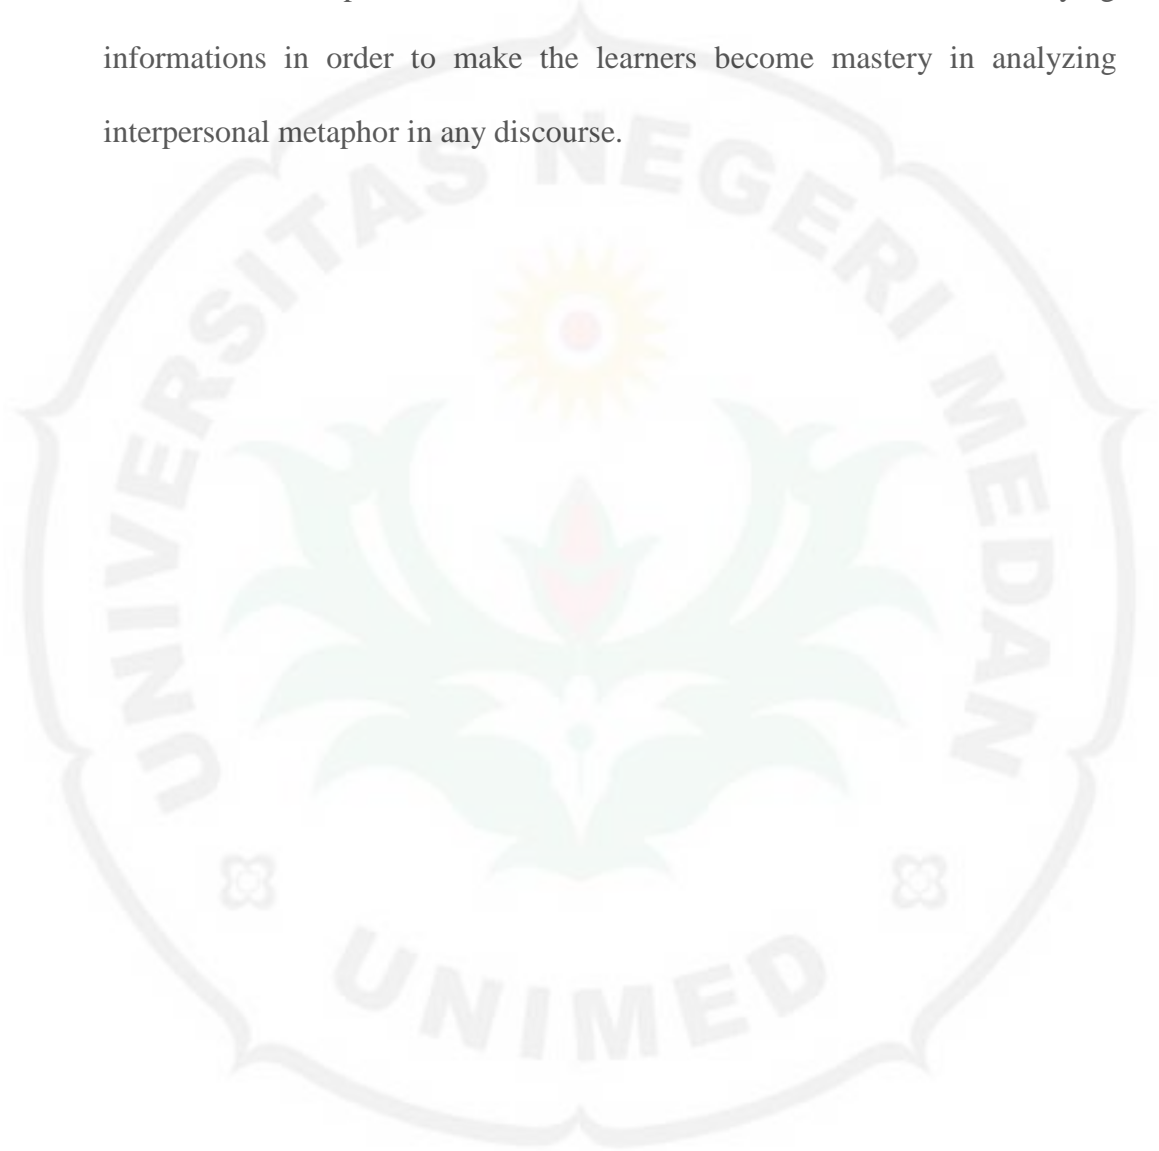 informations in order to make the learners become mastery in analyzing
interpersonal metaphor in any discourse.
UNIVERSITAS NEGERI MEDAN
UNIMED